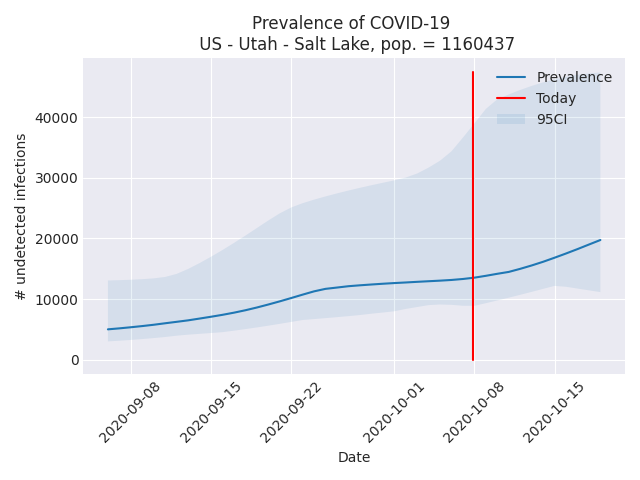 Prevalence of COVID-19
US - Utah - Salt Lake, pop. = 1160437
Prevalence
Today
95CI
40000
30000
20000
10000
0
# undetected infections
2020-09-08
2020-09-15
2020-09-22
2020-10-01
2020-10-08
2020-10-15
Date